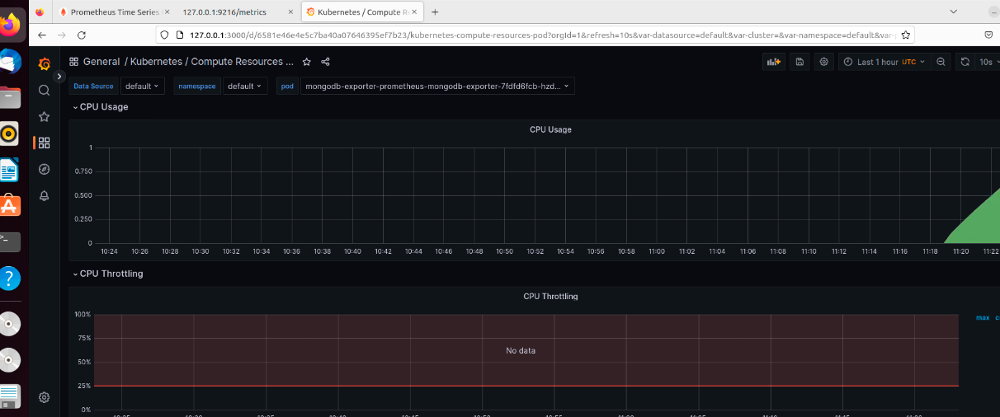 Prometheus Time Series
127.0.0.1:9216/metrics
Kubernetes / Compute R
127.0.0.1:3000/d/6581e46e4e5c7ba40a07646395ef7b23/kubernetes-compute-resources-pod?orgId=1&refresh=10s&var-datasource=default&var-cluster=&var-namespace=default&var-
General / Kubernetes / Compute Resources ...
Last 1 hour UTC
10s
Data Source default
namespace default
pod mongodb-exporter-prometheus-mongodb-exporter-7fdfd6fcb-hzd...
CPU Usage
CPU Usage
1
0.750
0.500
0.250
0
10:24 10:26 10:28 10:30 10:32 10:34 10:36 10:38 10:40 10:42 10:44 10:46 10:48 10:50 10:52 10:54 10:56 10:58 11:00 11:02 11:04 11:06 11:08 11:10 11:12 11:14 11:16 11:18 11:20 11:22
CPU Throttling
CPU Throttling
100%
75%
50%
25%
0%
No data
max